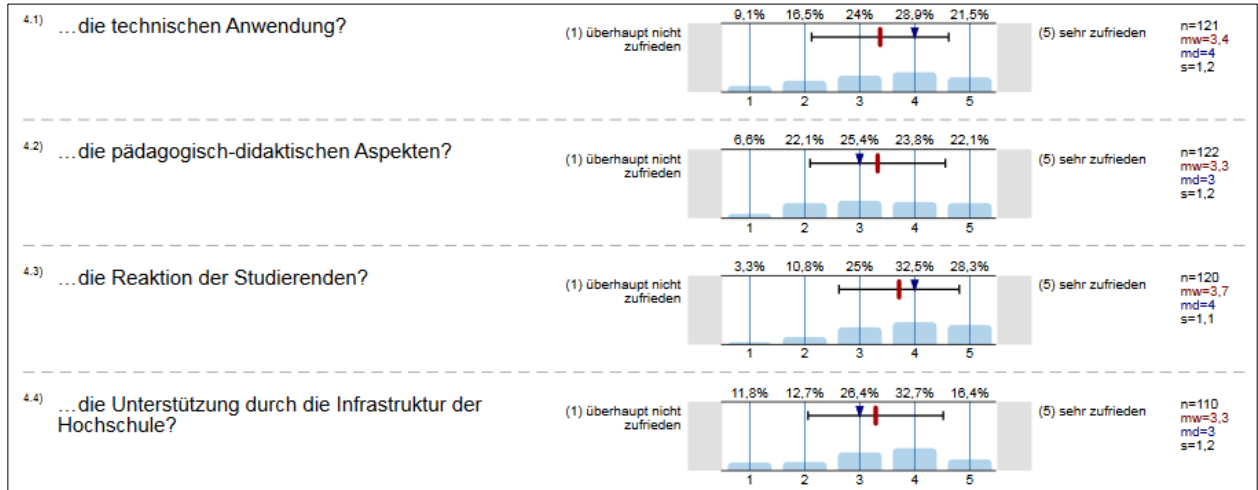 4.1) …die technischen Anwendung?
(1) überhaupt nicht
zufrieden
9,1% 16,5% 24% 28,9% 21,5%
1 2 3 4 5
(5) sehr zufrieden
n=121
mw=3,4
md=4
s=1,2
4.2) …die pädagogisch-didaktischen Aspekten?
(1) überhaupt nicht
zufrieden
6,6% 22,1% 25,4% 23,8% 22,1%
1 2 3 4 5
(5) sehr zufrieden
n=122
mw=3,3
md=3
s=1,2
4.3) …die Reaktion der Studierenden?
(1) überhaupt nicht
zufrieden
3,3% 10,8% 25% 32,5% 28,3%
1 2 3 4 5
(5) sehr zufrieden
n=120
mw=3,7
md=4
s=1,1
4.4) …die Unterstützung durch die Infrastruktur der
Hochschule?
(1) überhaupt nicht
zufrieden
11,8% 12,7% 26,4% 32,7% 16,4%
1 2 3 4 5
(5) sehr zufrieden
n=110
mw=3,3
md=3
s=1,2